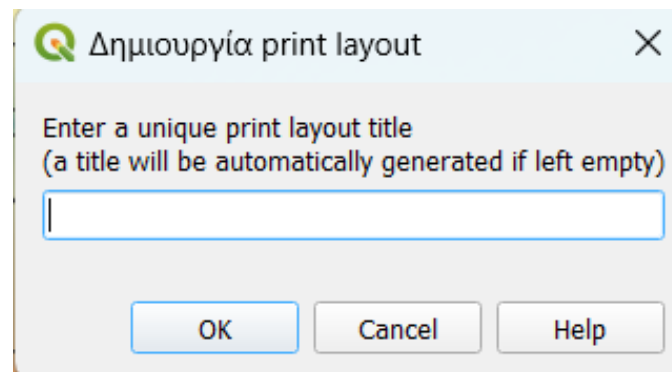 Δημιουργία print layout
Enter a unique print layout title
(a title will be automatically generated if left empty)
OK Cancel Help